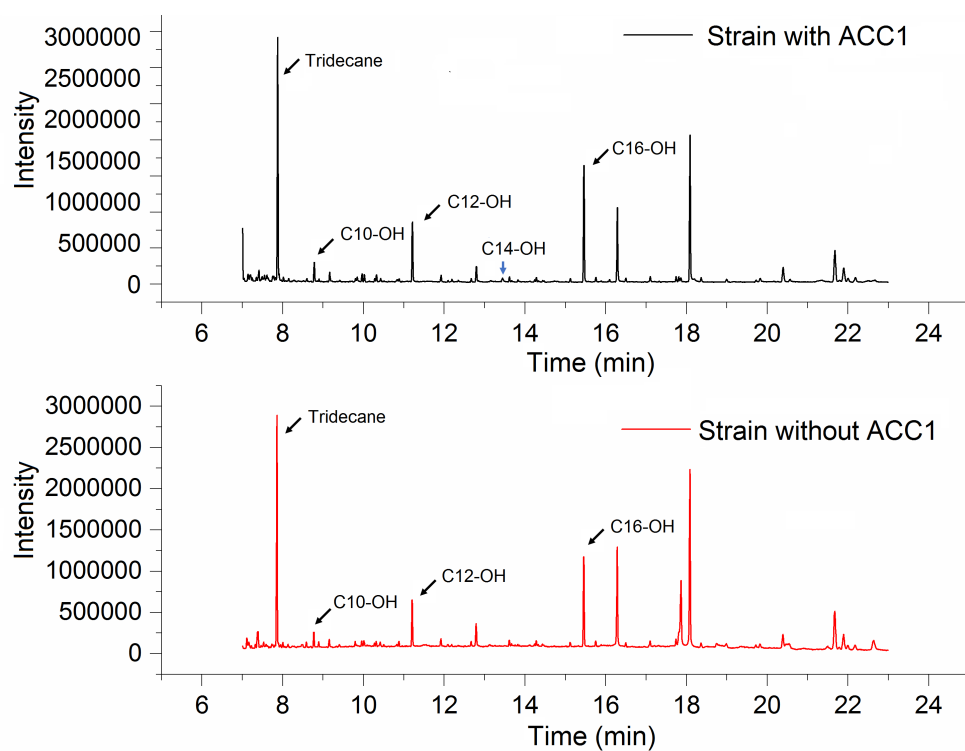 3000000
2500000
2000000
1500000
1000000
500000
0
Intensity
Tridecane
C10-OH
C12-OH
C14-OH
C16-OH
Strain with ACC1
6 8 10 12 14 16 18 20 22 24
Time (min)
3000000
2500000
2000000
1500000
1000000
500000
0
Intensity
Tridecane
C10-OH
C12-OH
C16-OH
Strain without ACC1
6 8 10 12 14 16 18 20 22 24
Time (min)